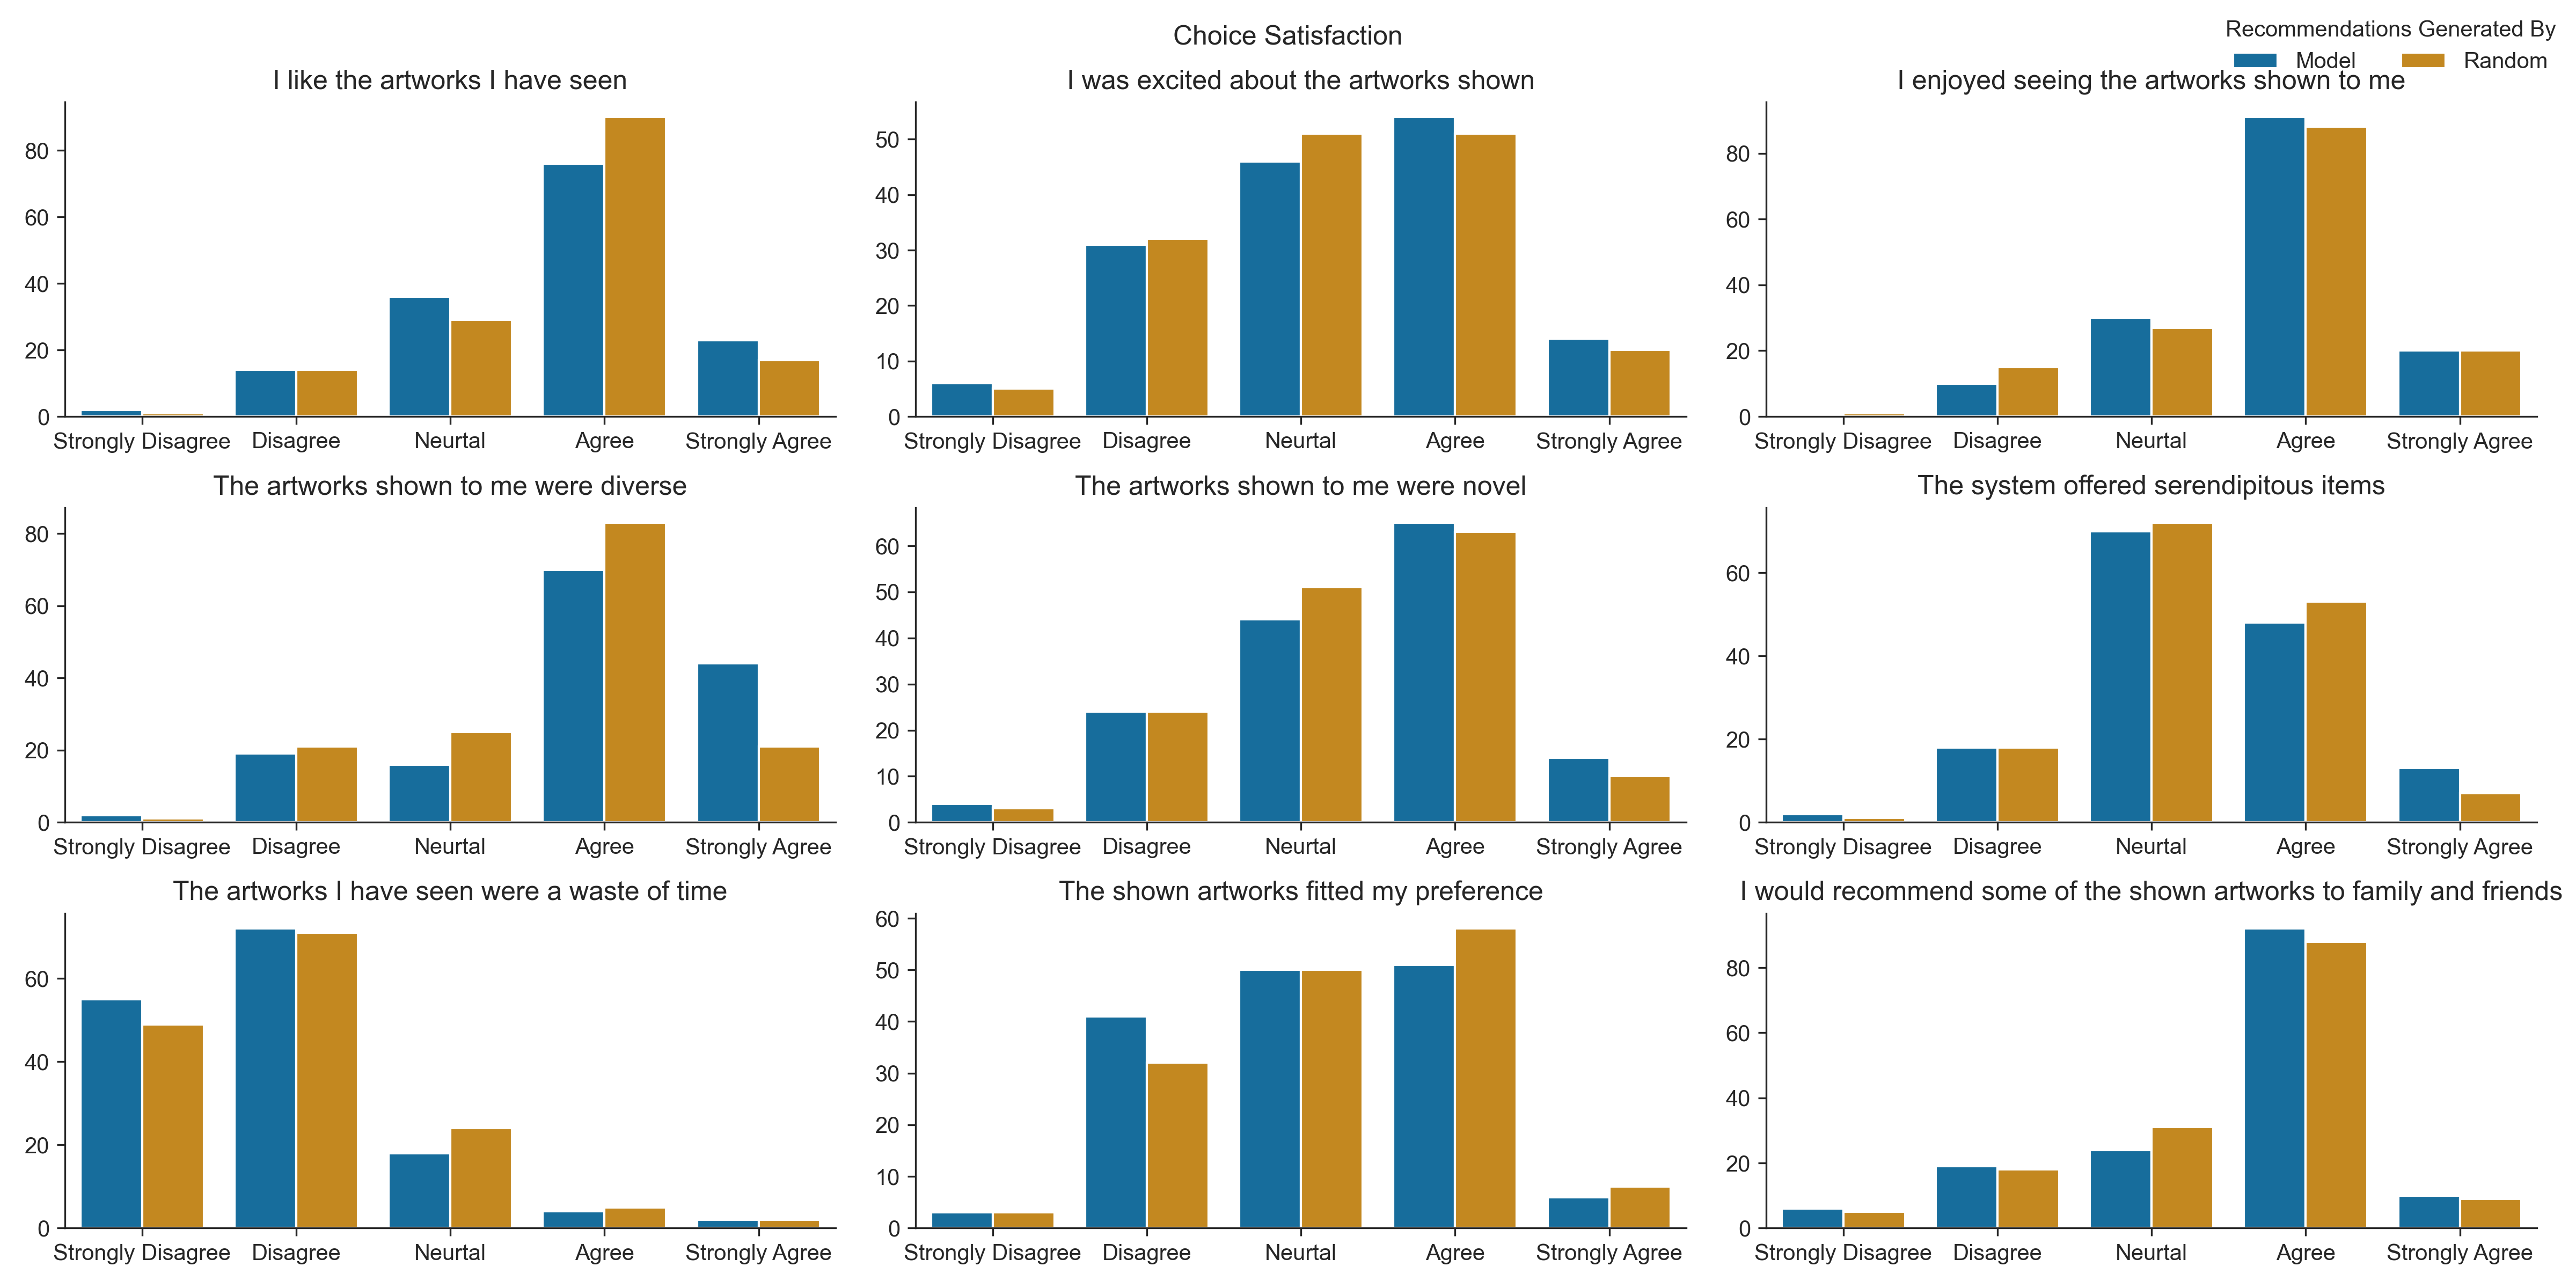 Choice Satisfaction
Recommendations Generated By
Model Random
I like the artworks I have seen
80
60
40
20
0
Strongly Disagree Disagree Neurtal Agree Strongly Agree
I was excited about the artworks shown
50
40
30
20
10
0
Strongly Disagree Disagree Neurtal Agree Strongly Agree
I enjoyed seeing the artworks shown to me
80
60
40
20
0
Strongly Disagree Disagree Neurtal Agree Strongly Agree
The artworks shown to me were diverse
80
60
40
20
0
Strongly Disagree Disagree Neurtal Agree Strongly Agree
The artworks shown to me were novel
60
50
40
30
20
10
0
Strongly Disagree Disagree Neurtal Agree Strongly Agree
The system offered serendipitous items
60
40
20
0
Strongly Disagree Disagree Neurtal Agree Strongly Agree
The artworks I have seen were a waste of time
60
40
20
0
Strongly Disagree Disagree Neurtal Agree Strongly Agree
The shown artworks fitted my preference
60
50
40
30
20
10
0
Strongly Disagree Disagree Neurtal Agree Strongly Agree
I would recommend some of the shown artworks to family and friends
80
60
40
20
0
Strongly Disagree Disagree Neurtal Agree Strongly Agree